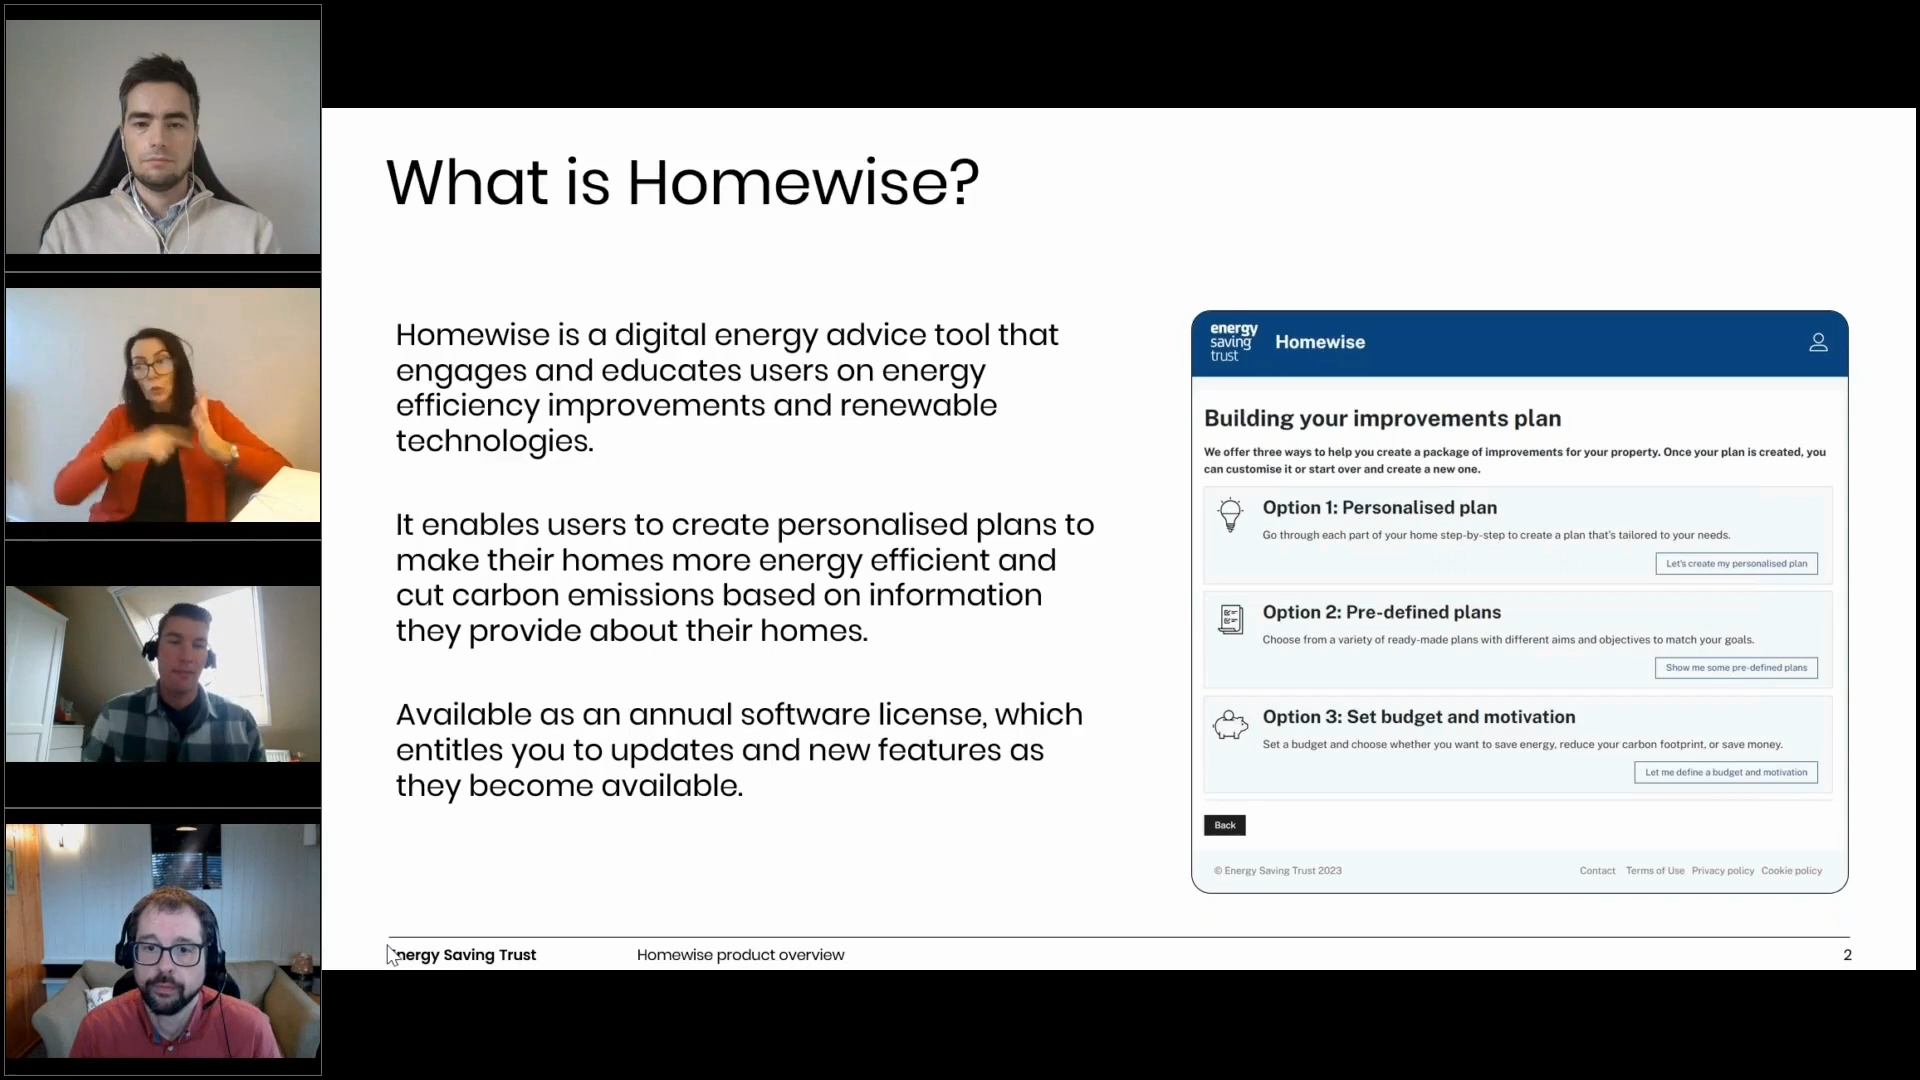 What is Homewise?
Homewise is a digital energy advice tool that
engages and educates users on energy
efficiency improvements and renewable
technologies.
It enables users to create personalised plans to
make their homes more energy efficient and
cut carbon emissions based on information
they provide about their homes.
Available as an annual software license, which
entitles you to updates and new features as
they become available.
energy
saving
trust
Homewise
Building your improvements plan
We offer three ways to help you create a package of improvements for your property. Once your plan is created, you
can customise it or start over and create a new one.
Option 1: Personalised plan
Go through each part of your home step-by-step to create a plan that's tailored to your needs.
Let's create my personalised plan
Option 2: Pre-defined plans
Choose from a variety of ready-made plans with different aims and objectives to match your goals.
Show me some pre-defined plans
Option 3: Set budget and motivation
Set a budget and choose whether you want to save energy, reduce your carbon footprint, or save money.
Let me define a budget and motivation
Back
© Energy Saving Trust 2023
Contact Terms of Use Privacy policy Cookie policy
Energy Saving Trust
Homewise product overview
2